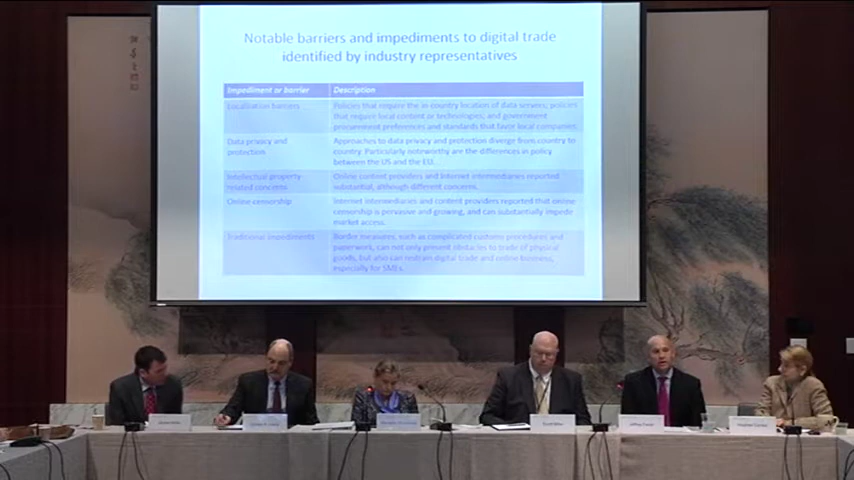 Notable barriers and impediments to digital trade
identified by industry representatives
Impediment or barrier
Description
Localization barriers
Policies that require the in-country location of data servers; policies
that require local content or technologies; and government
procurement preferences and standards that favor local companies.
Data privacy and
protection
Approaches to data privacy and protection diverge from country to
country. Particularly noteworthy are the differences in policy
between the US and the EU.
Intellectual property-
related concerns
Online content providers and Internet intermediaries reported
substantial, although different concerns.
Online censorship
Internet intermediaries and content providers reported that online
censorship is pervasive and growing, and can substantially impede
market access.
Traditional impediments
Border measures, such as complicated customs procedures and
paperwork, can not only present obstacles to trade of physical
goods, but also can restrain digital trade and online business,
especially for SMEs.
Scott Miller